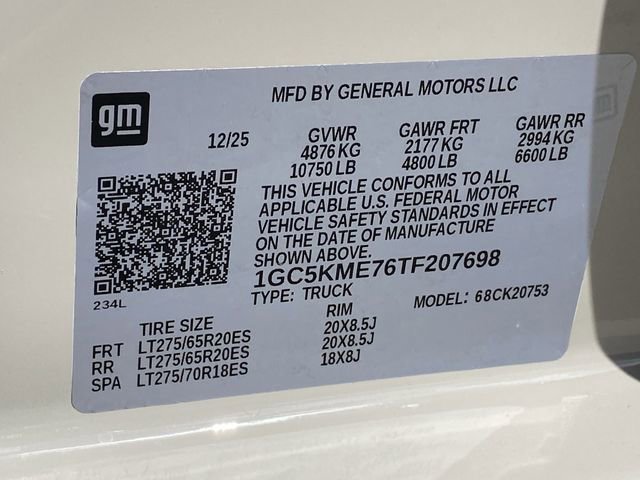 gm
MFD BY GENERAL MOTORS LLC
12/25
GVWR GAWR FRT GAWR RR
4876 KG 2177 KG 2994 KG
10750 LB 4800 LB 6600 LB
THIS VEHICLE CONFORMS TO ALL
APPLICABLE U.S. FEDERAL MOTOR
VEHICLE SAFETY STANDARDS IN EFFECT
ON THE DATE OF MANUFACTURE
SHOWN ABOVE.
1GC5KME76TF207698
234L
TYPE: TRUCK MODEL: 68CK20753
TIRE SIZE RIM
FRT LT275/65R20ES 20X8.5J
RR LT275/65R20ES 20X8.5J
SPA LT275/70R18ES 18X8J